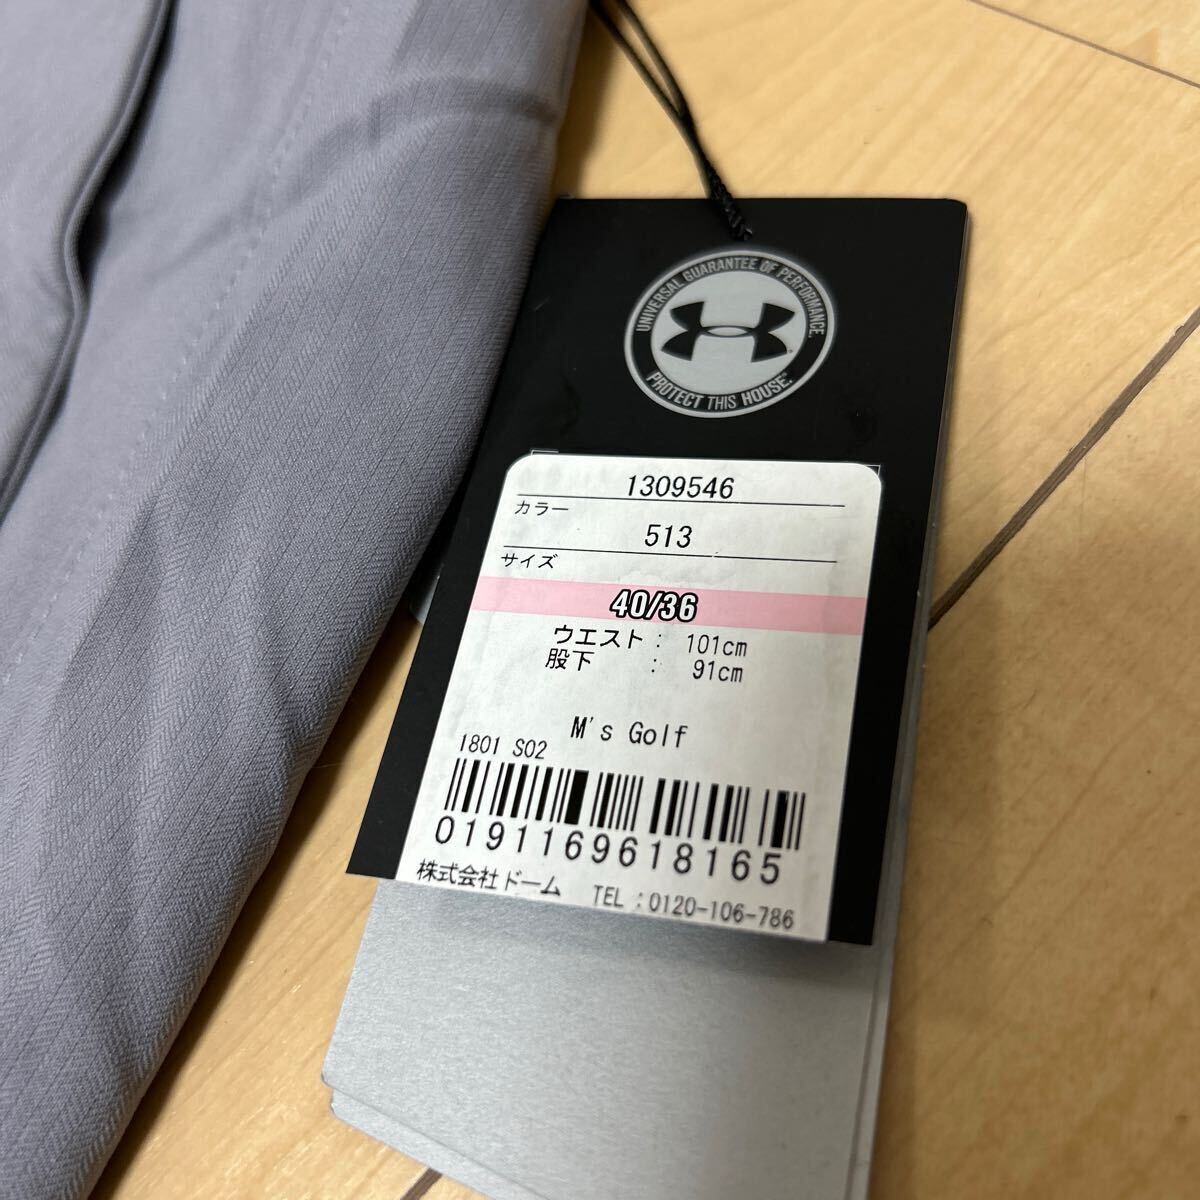 UNIVERSAL GUARANTEE OF PERFORMANCE.
PROTECT THIS HOUSE.
1309546
カラー
513
サイズ
40/36
ウエスト : 101cm
股下 : 91cm
M's Golf
1801 S02
0191169618165
株式会社ドーム TEL:0120-106-786